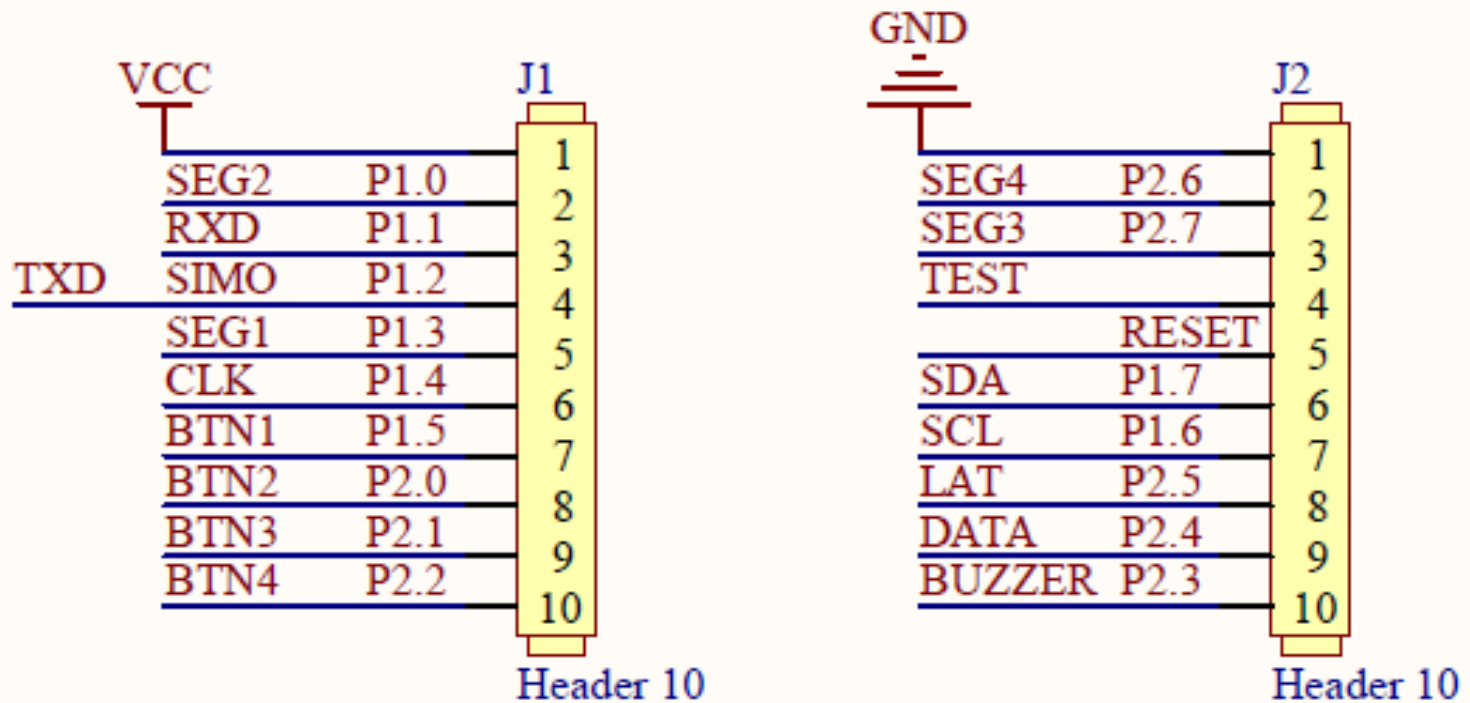 VCC
J1
1
SEG2 P1.0
2
RXD P1.1
3
TXD SIMO P1.2
4
SEG1 P1.3
5
CLK P1.4
6
BTN1 P1.5
7
BTN2 P2.0
8
BTN3 P2.1
9
BTN4 P2.2
10
Header 10
GND
J2
1
SEG4 P2.6
2
SEG3 P2.7
3
TEST
4
RESET
5
SDA P1.7
6
SCL P1.6
7
LAT P2.5
8
DATA P2.4
9
BUZZER P2.3
10
Header 10